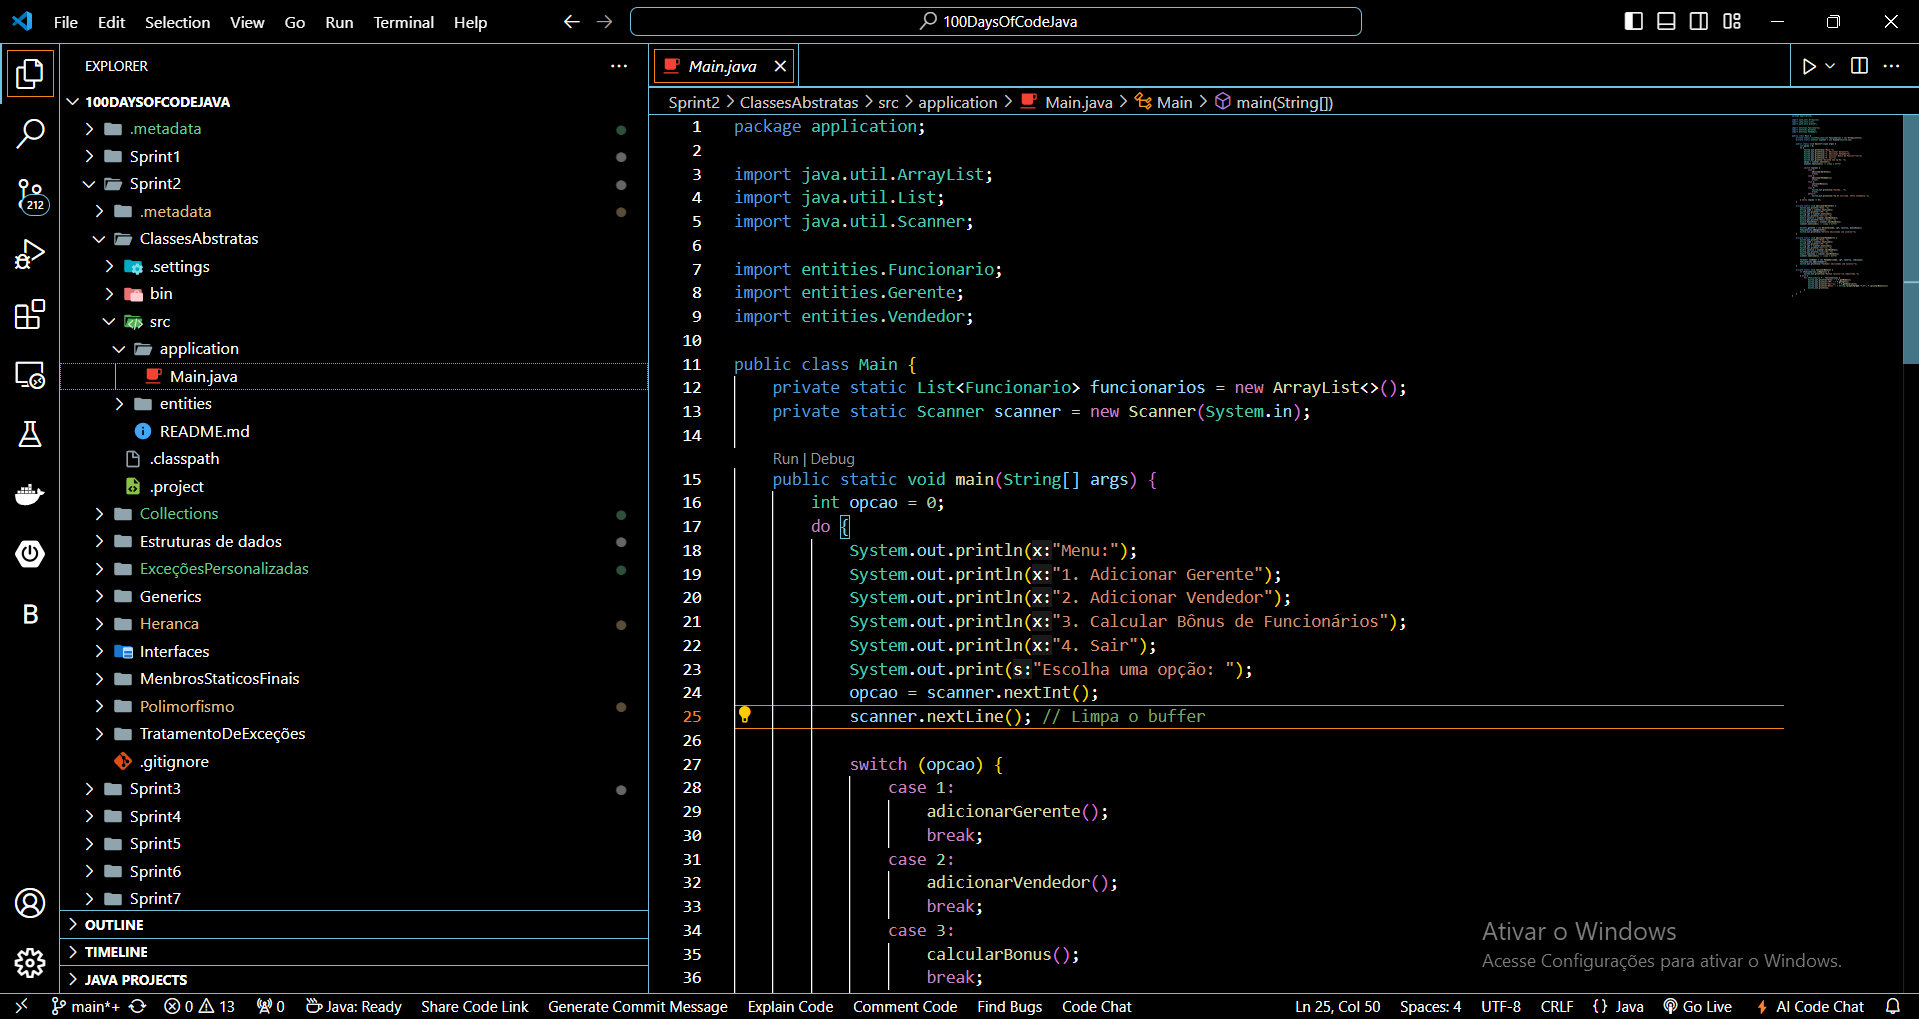 File Edit Selection View Go Run Terminal Help
100DaysOfCodeJava
EXPLORER
100DAYSOFCODEJAVA
.metadata
Sprint1
Sprint2
.metadata
ClassesAbstratas
.settings
bin
src
application
Main.java
entities
README.md
.classpath
.project
Collections
Estruturas de dados
ExceçõesPersonalizadas
Generics
Heranca
Interfaces
MenbrosStaticosFinais
Polimorfismo
TratamentoDeExceções
.gitignore
Sprint3
Sprint4
Sprint5
Sprint6
Sprint7
OUTLINE
TIMELINE
JAVA PROJECTS
212
B
Main.java
Sprint2 > ClassesAbstratas > src > application > Main.java > Main > main(String[])
1 package application;
2
3 import java.util.ArrayList;
4 import java.util.List;
5 import java.util.Scanner;
6
7 import entities.Funcionario;
8 import entities.Gerente;
9 import entities.Vendedor;
10
11 public class Main {
12 private static List<Funcionario> funcionarios = new ArrayList<>();
13 private static Scanner scanner = new Scanner(System.in);
14
Run | Debug
15 public static void main(String[] args) {
16 int opcao = 0;
17 do {
18 System.out.println(x:"Menu:");
19 System.out.println(x:"1. Adicionar Gerente");
20 System.out.println(x:"2. Adicionar Vendedor");
21 System.out.println(x:"3. Calcular Bônus de Funcionários");
22 System.out.println(x:"4. Sair");
23 System.out.print(s:"Escolha uma opção: ");
24 opcao = scanner.nextInt();
25 scanner.nextLine(); // Limpa o buffer
26
27 switch (opcao) {
28 case 1:
29 adicionarGerente();
30 break;
31 case 2:
32 adicionarVendedor();
33 break;
34 case 3:
35 calcularBonus();
36 break;
Ativar o Windows
Acesse Configurações para ativar o Windows.
main*+ 0 13 0 Java: Ready Share Code Link Generate Commit Message Explain Code Comment Code Find Bugs Code Chat Ln 25, Col 50 Spaces: 4 UTF-8 CRLF {} Java Go Live AI Code Chat